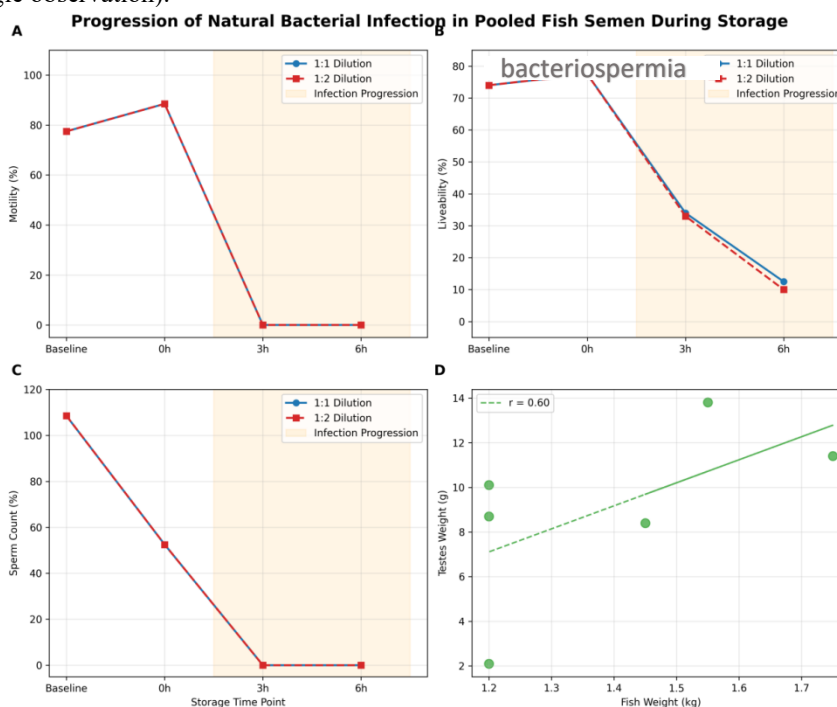 gle observation).
Progression of Natural Bacterial Infection in Pooled Fish Semen During Storage
A
Motility (%)
100
80
60
40
20
0
Baseline
0h
3h
6h
1:1 Dilution
1:2 Dilution
Infection Progression
B
bacteriospermia
Liveability (%)
80
70
60
50
40
30
20
10
0
Baseline
0h
3h
6h
1:1 Dilution
1:2 Dilution
Infection Progression
C
Sperm Count (%)
120
100
80
60
40
20
0
Baseline
0h
3h
6h
Storage Time Point
1:1 Dilution
1:2 Dilution
Infection Progression
D
Testes Weight (g)
14
12
10
8
6
4
2
r = 0.60
1.2
1.3
1.4
1.5
1.6
1.7
Fish Weight (kg)